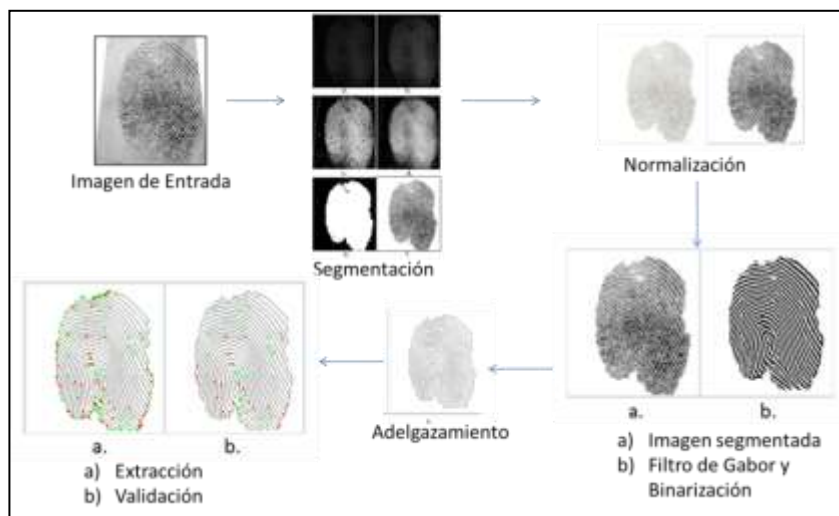 Imagen de Entrada
Segmentación
Normalización
a.
b.
a) Imagen segmentada
b) Filtro de Gabor y
Binarización
Adelgazamiento
a.
b.
a) Extracción
b) Validación